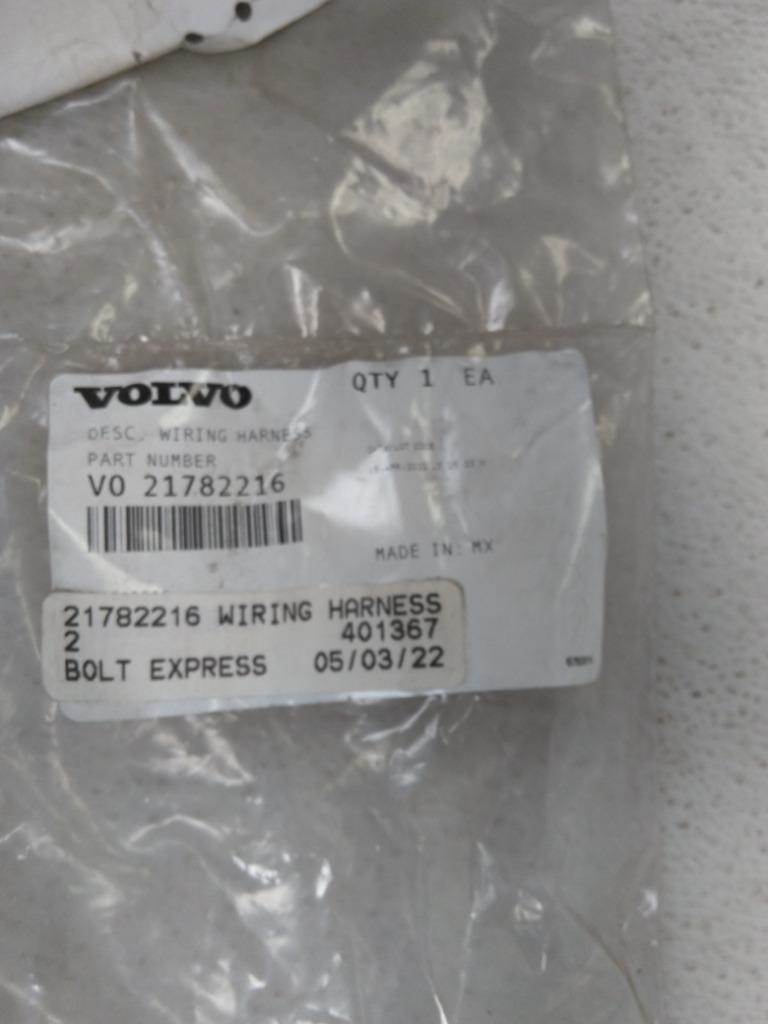 VOLVO
QTY 1 EA
DESC. WIRING HARNESS
PART NUMBER
VO 21782216
MADE IN: MX
21782216 WIRING HARNESS
2 401367
BOLT EXPRESS 05/03/22